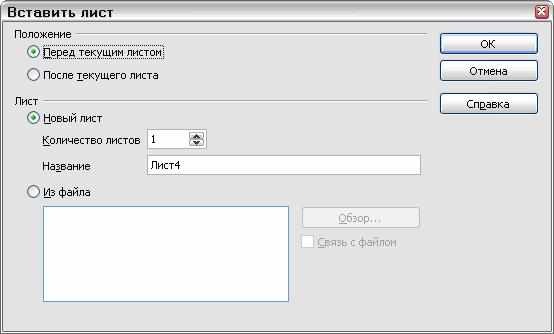 Вставить лист
Положение
Перед текущим листом
После текущего листа
ОК
Отмена
Справка
Лист
Новый лист
Количество листов 1
Название Лист4
Из файла
Обзор...
Связь с файлом